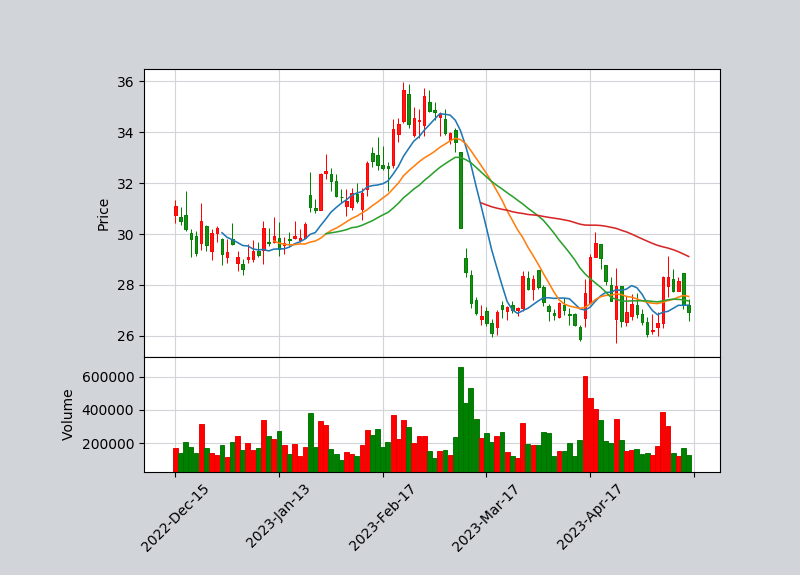 36
34
32
30
28
26
Price
600000
400000
200000
Volume
2022-Dec-15
2023-Jan-13
2023-Feb-17
2023-Mar-17
2023-Apr-17